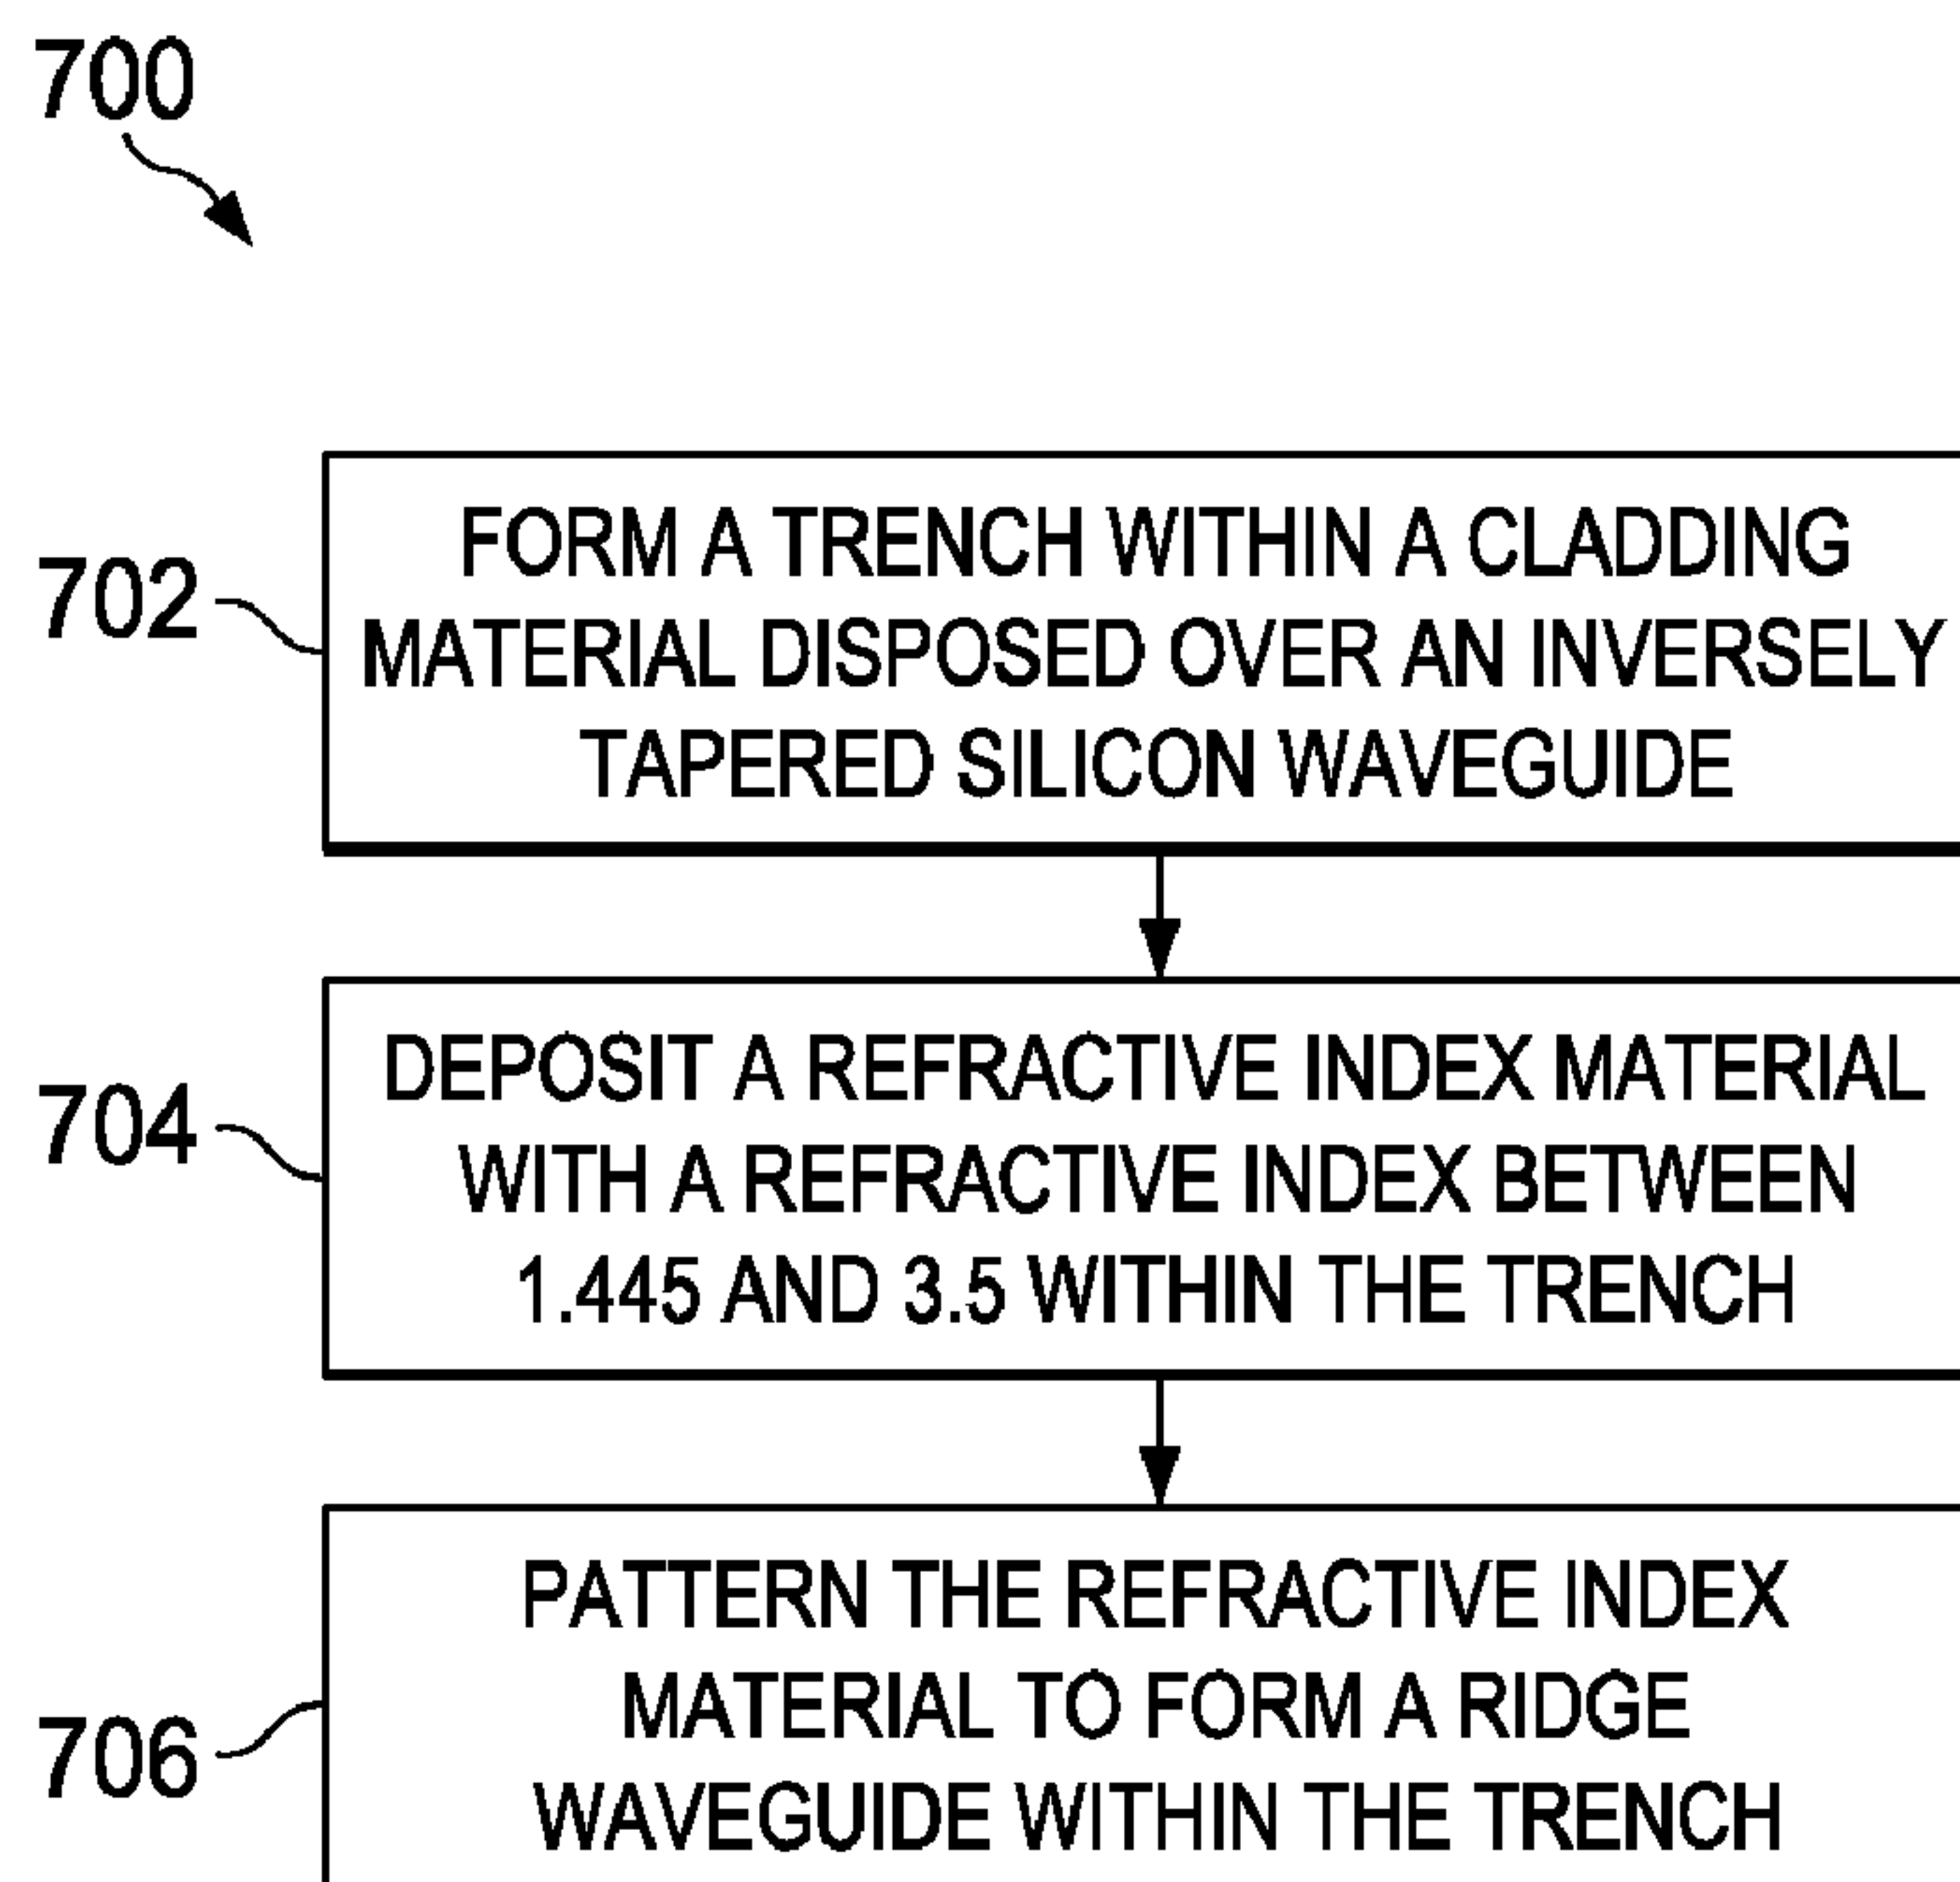 700
702
FORM A TRENCH WITHIN A CLADDING
MATERIAL DISPOSED OVER AN INVERSELY
TAPERED SILICON WAVEGUIDE
704
DEPOSIT A REFRACTIVE INDEX MATERIAL
WITH A REFRACTIVE INDEX BETWEEN
1.445 AND 3.5 WITHIN THE TRENCH
706
PATTERN THE REFRACTIVE INDEX
MATERIAL TO FORM A RIDGE
WAVEGUIDE WITHIN THE TRENCH